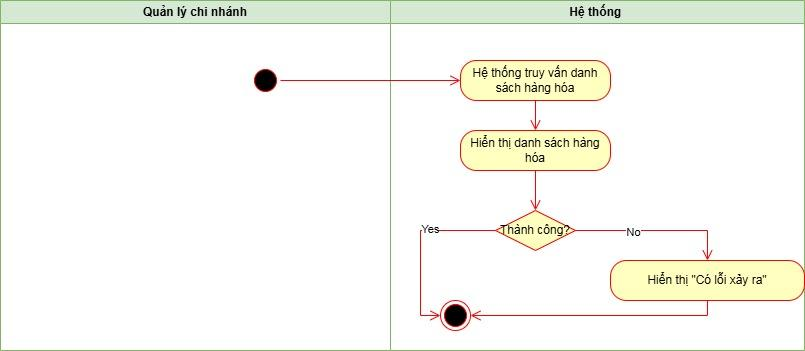 Quản lý chi nhánh
Hệ thống
Hệ thống truy vấn danh
sách hàng hóa
Hiển thị danh sách hàng
hóa
Thành công?
Yes
No
Hiển thị "Có lỗi xảy ra"